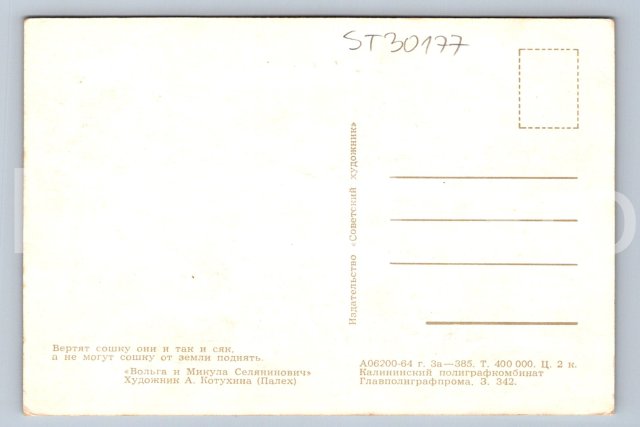 ST30177
Издательство «Советский художник»
Вертят сошку они и так и сяк,
а не могут сошку от земли поднять.
«Вольга и Микула Селянинович»
Художник А. Котухина (Палех)
А06200-64 г. За—385. Т. 400 000. Ц. 2 к.
Калининский полиграфкомбинат
Главполиграфпрома. З. 342.